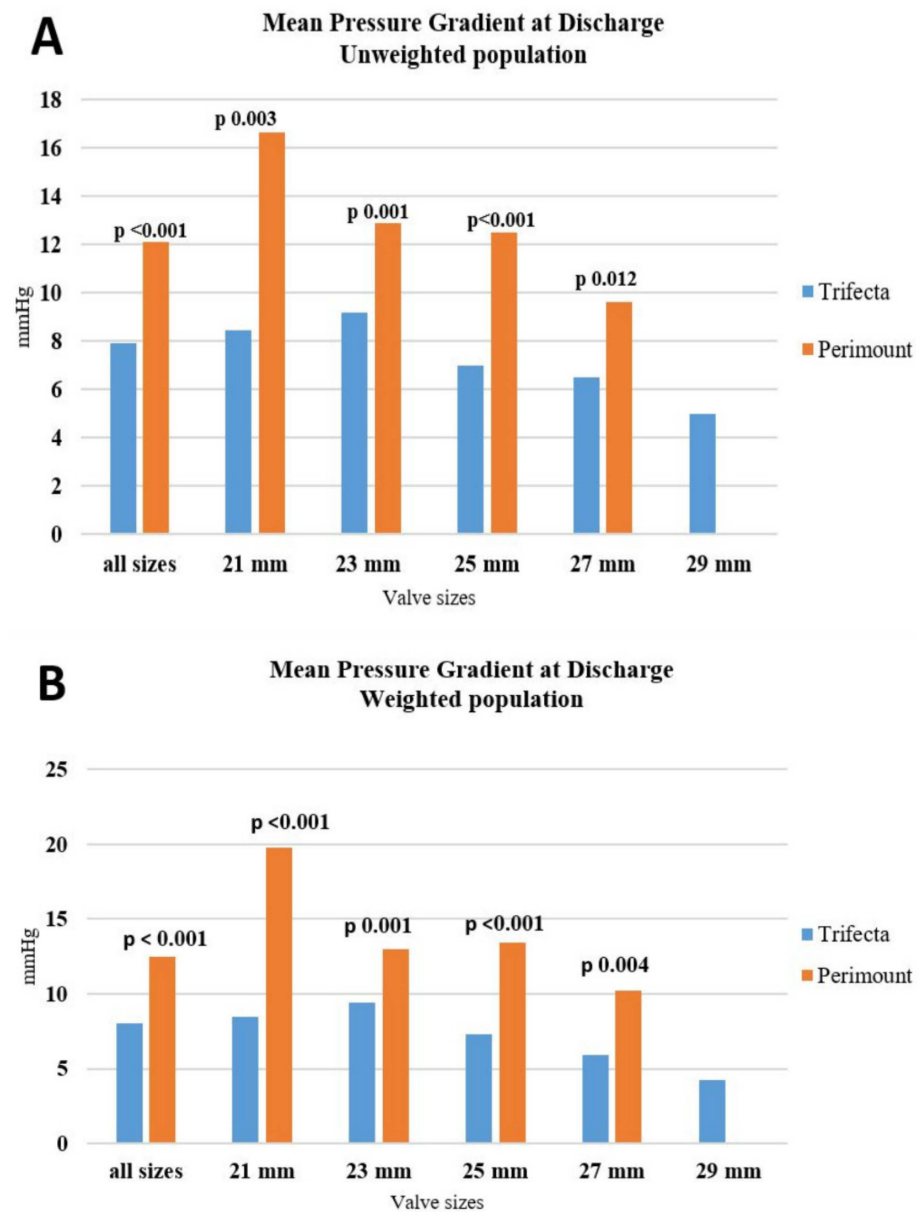 A
Mean Pressure Gradient at Discharge
Unweighted population
18
16
14
12
10
8
6
4
2
0
mmHg
p <0.001
p 0.003
p 0.001
p<0.001
p 0.012
Trifecta
Perimount
all sizes 21 mm 23 mm 25 mm 27 mm 29 mm
Valve sizes
B
Mean Pressure Gradient at Discharge
Weighted population
25
20
15
10
5
0
mmHg
p < 0.001
p <0.001
p 0.001
p <0.001
p 0.004
Trifecta
Perimount
all sizes 21 mm 23 mm 25 mm 27 mm 29 mm
Valve sizes